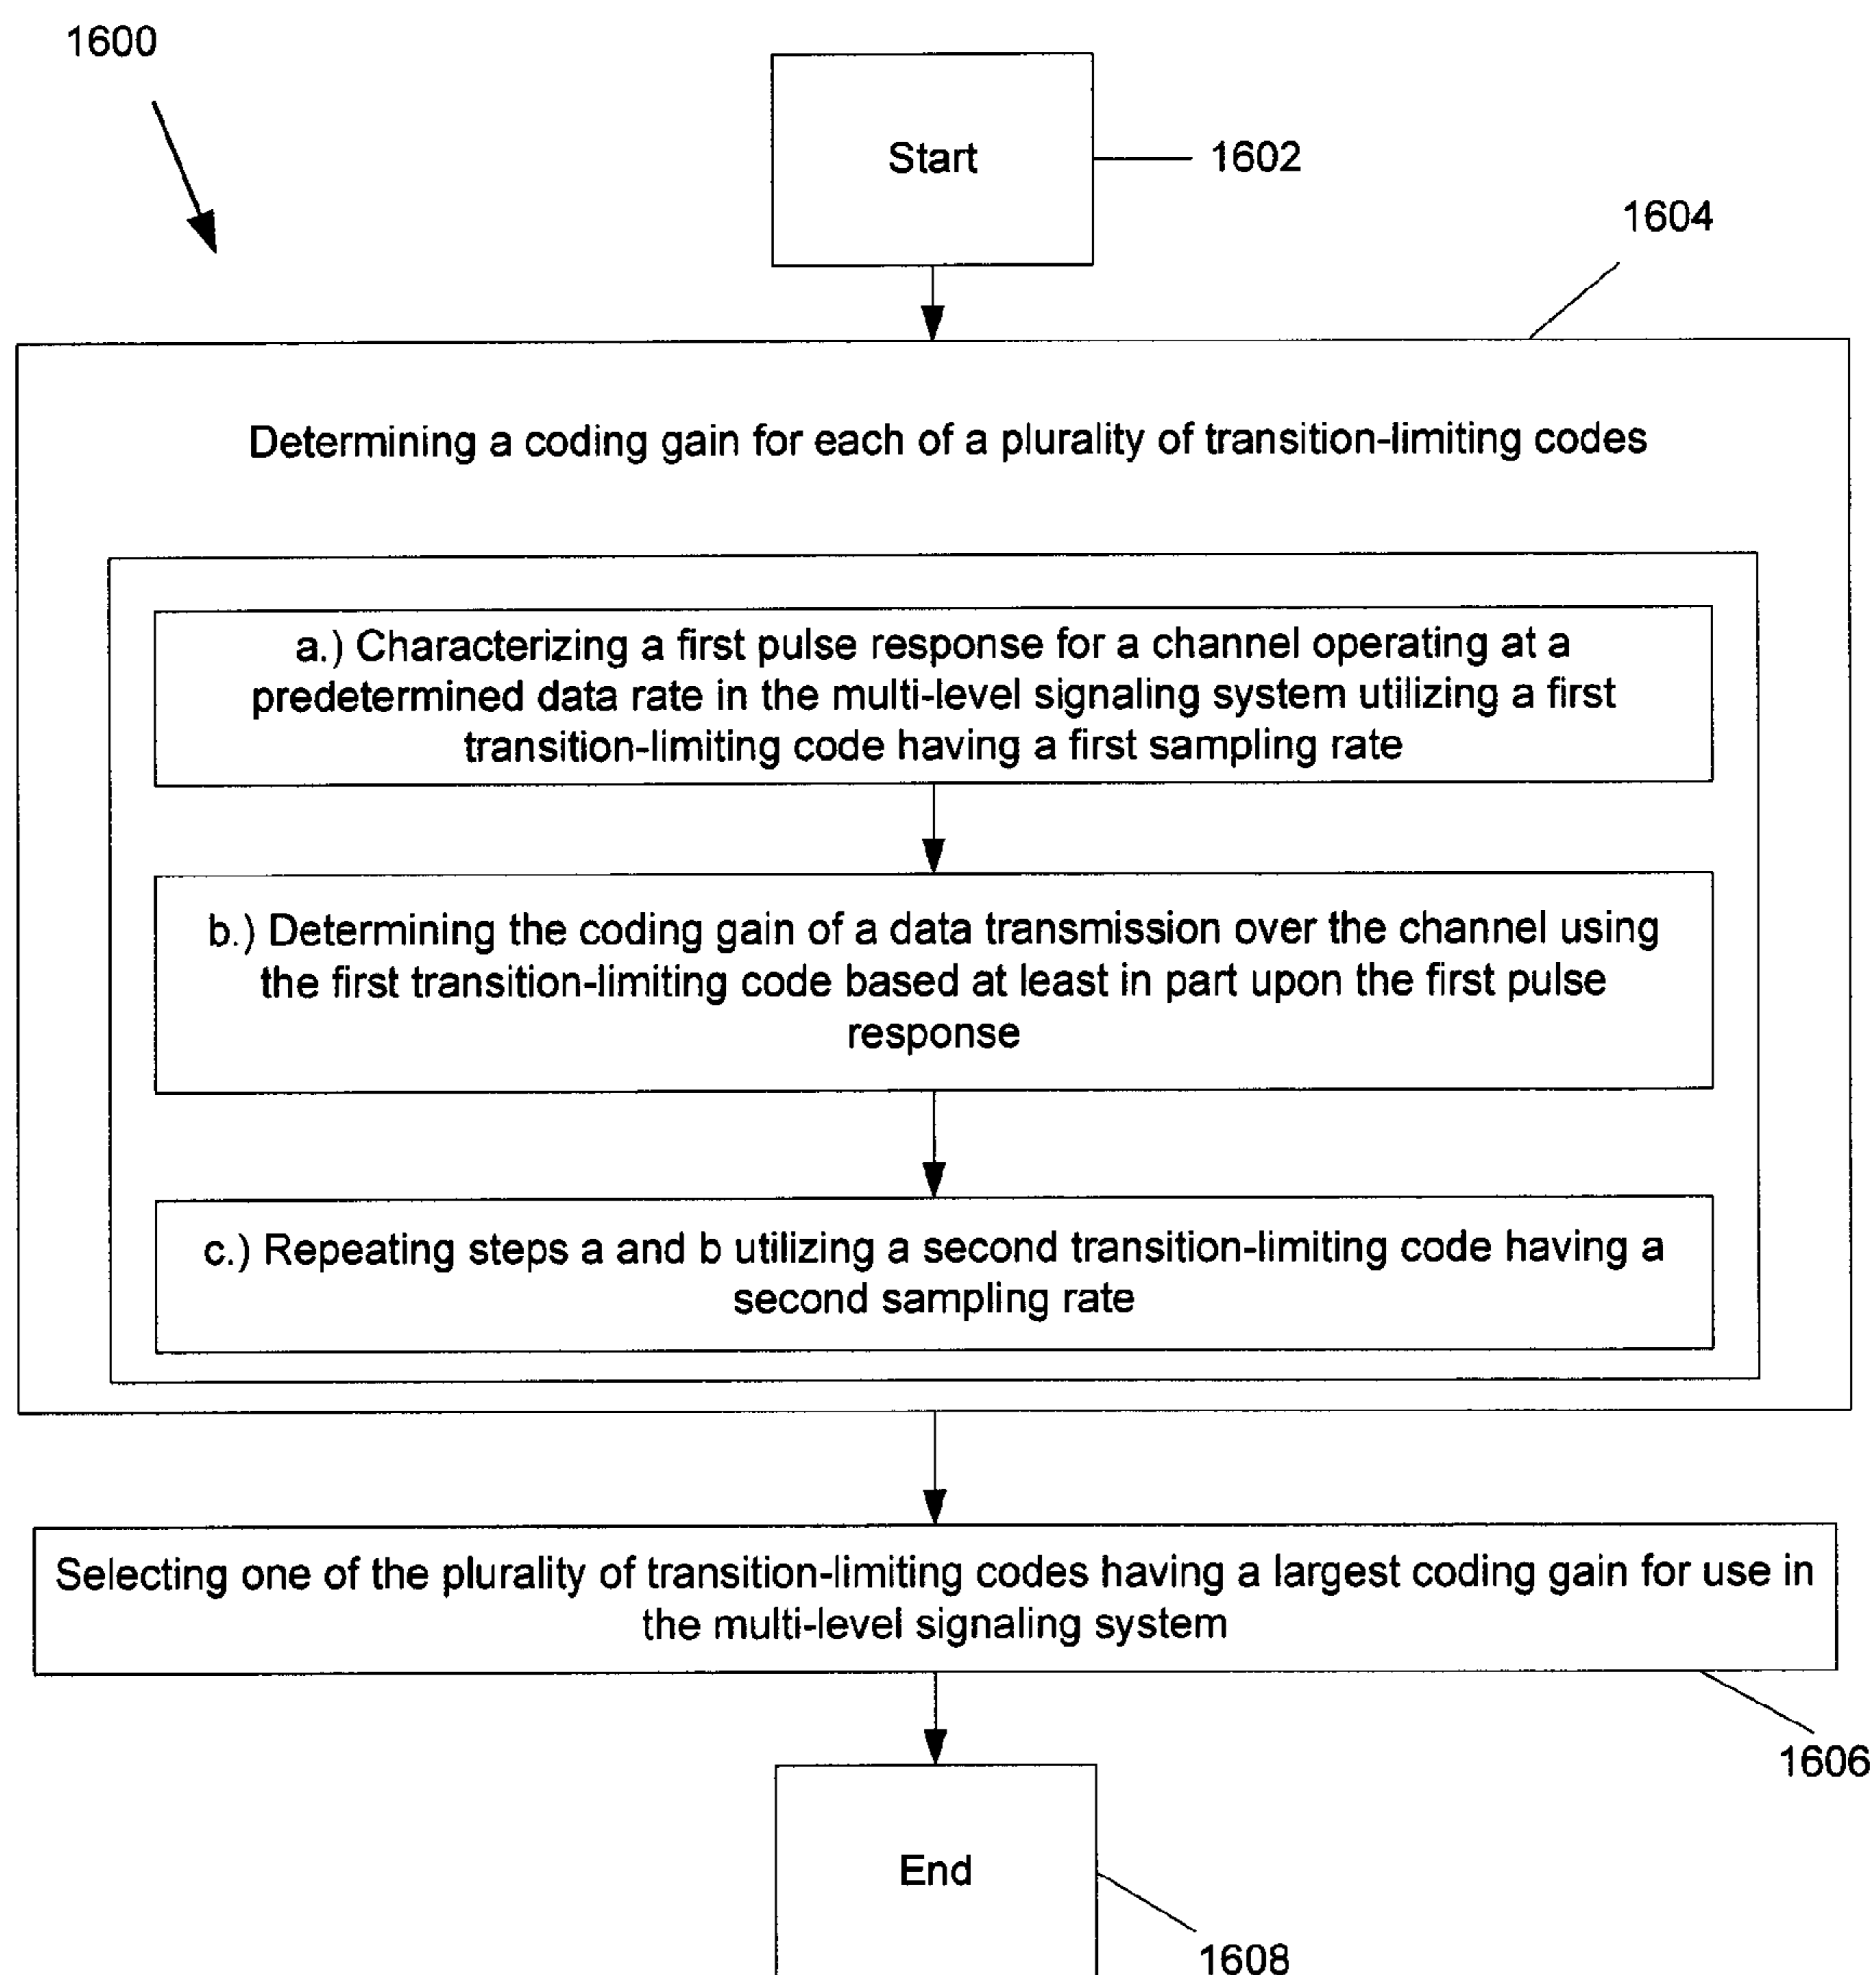 1600
Start
1602
1604
Determining a coding gain for each of a plurality of transition-limiting codes
a.) Characterizing a first pulse response for a channel operating at a
predetermined data rate in the multi-level signaling system utilizing a first
transition-limiting code having a first sampling rate
b.) Determining the coding gain of a data transmission over the channel using
the first transition-limiting code based at least in part upon the first pulse
response
c.) Repeating steps a and b utilizing a second transition-limiting code having a
second sampling rate
Selecting one of the plurality of transition-limiting codes having a largest coding gain for use in
the multi-level signaling system
1606
End
1608